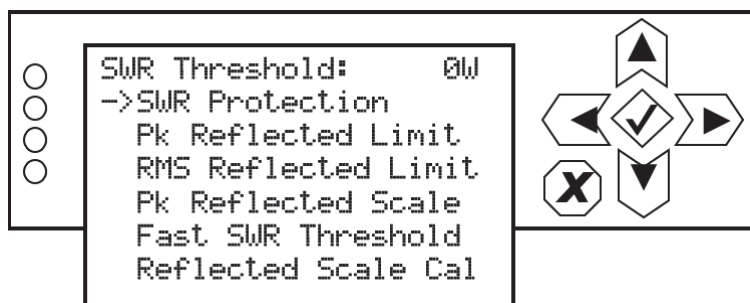 SWR Threshold: 0W
->SWR Protection
Pk Reflected Limit
RMS Reflected Limit
Pk Reflected Scale
Fast SWR Threshold
Reflected Scale Cal
X